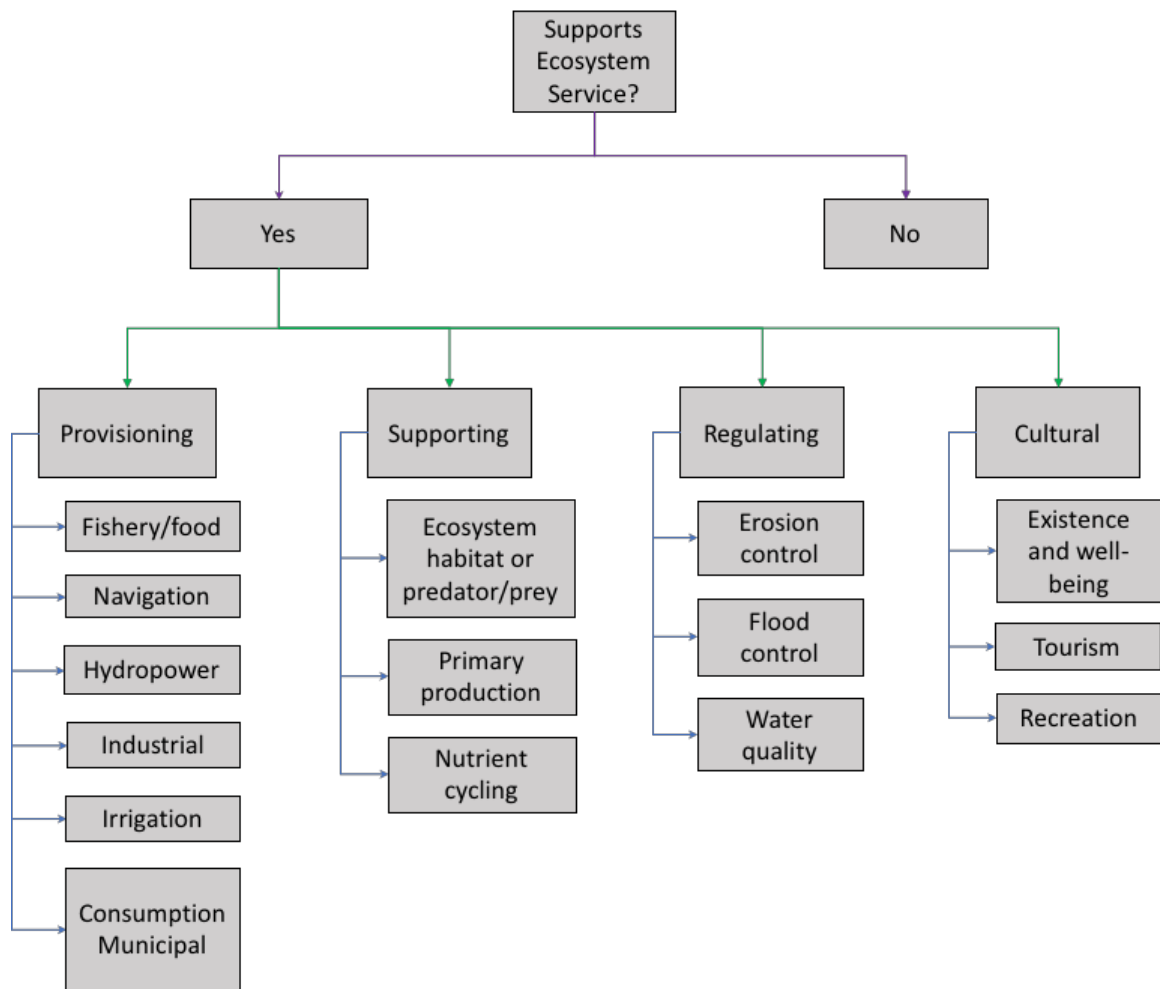 Supports
Ecosystem
Service?
Yes
No
Provisioning
Supporting
Regulating
Cultural
Fishery/food
Navigation
Hydropower
Industrial
Irrigation
Consumption
Municipal
Ecosystem
habitat or
predator/prey
Primary
production
Nutrient
cycling
Erosion
control
Flood
control
Water
quality
Existence
and well-
being
Tourism
Recreation